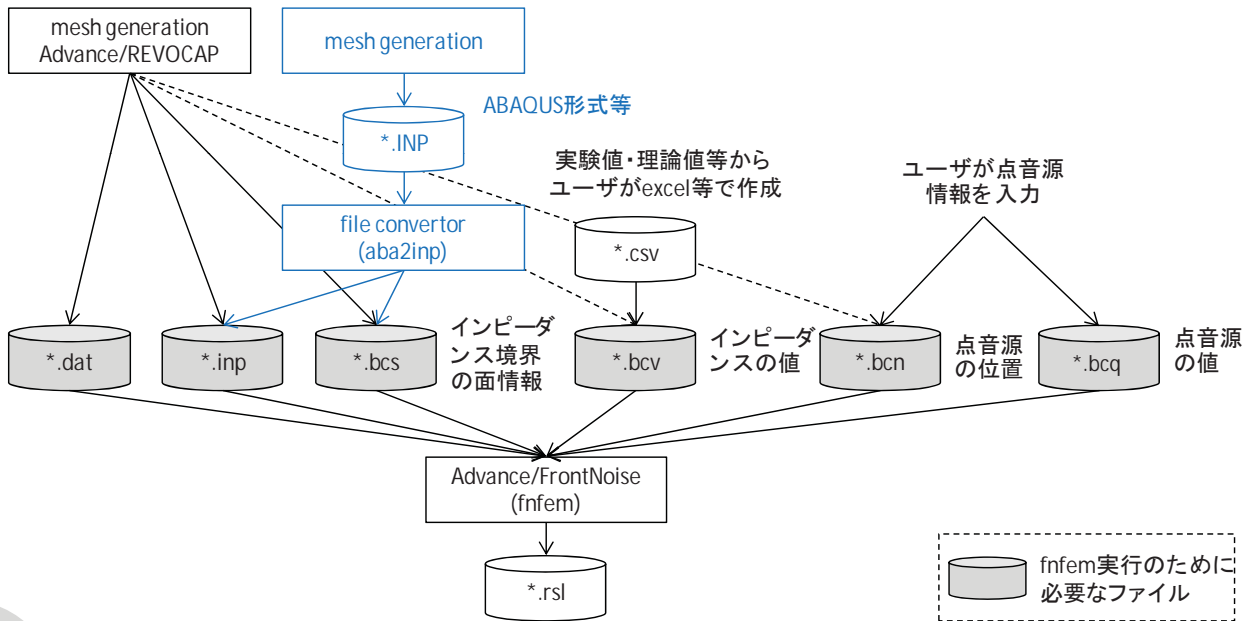 mesh generation
Advance/REVOCAP
mesh generation
ABAQUS形式等
*.INP
実験値・理論値等から
ユーザがexcel等で作成
ユーザが点音源
情報を入力
file convertor
(aba2inp)
*.csv
*.dat
*.inp
*.bcs
インピーダ
ンス境界
の面情報
*.bcv
インピーダ
ンスの値
*.bcn
点音源
の位置
*.bcq
点音源
の値
Advance/FrontNoise
(fnfem)
*.rsl
fnfem実行のために
必要なファイル